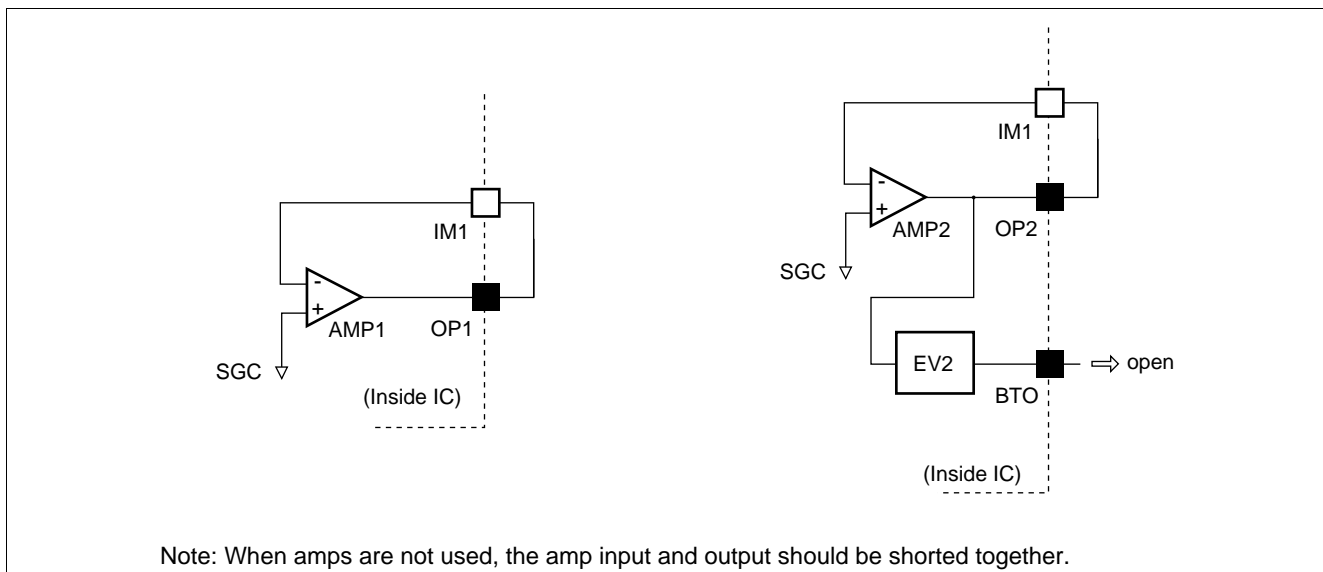 IM1
-
+
AMP1
OP1
SGC
(Inside IC)
IM1
-
+
AMP2
OP2
SGC
EV2
open
BTO
(Inside IC)
Note: When amps are not used, the amp input and output should be shorted together.